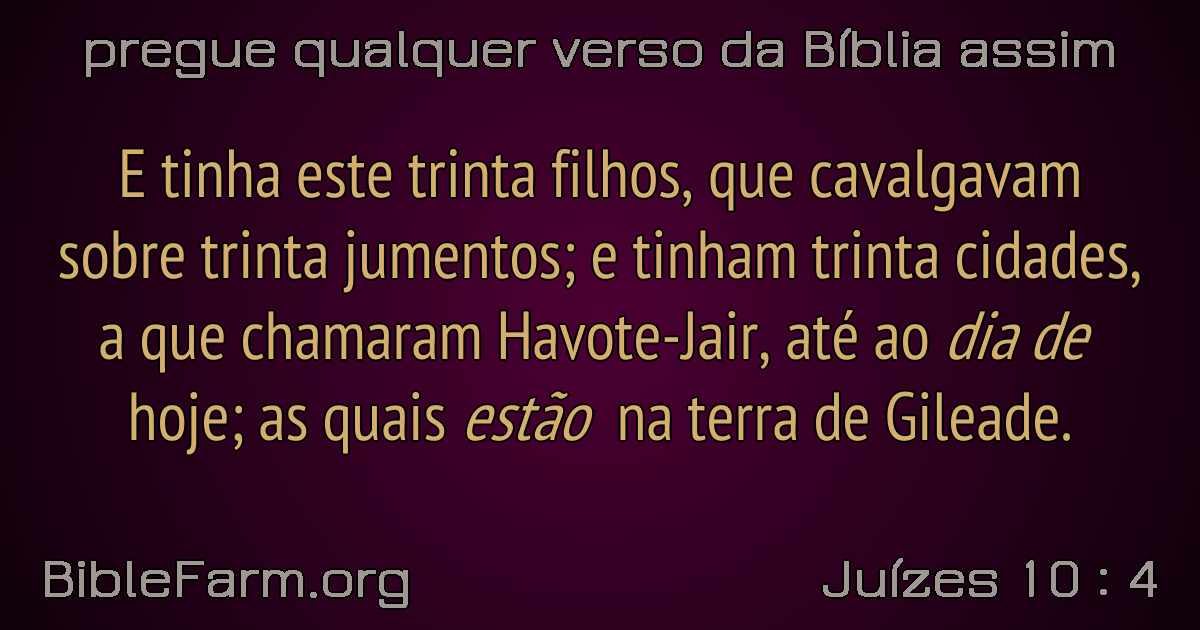 pregue qualquer verso da Bíblia assim
E tinha este trinta filhos, que cavalgavam
sobre trinta jumentos; e tinham trinta cidades,
a que chamaram Havote-Jair, até ao dia de
hoje; as quais estão na terra de Gileade.
BibleFarm.org
Juízes 10 : 4